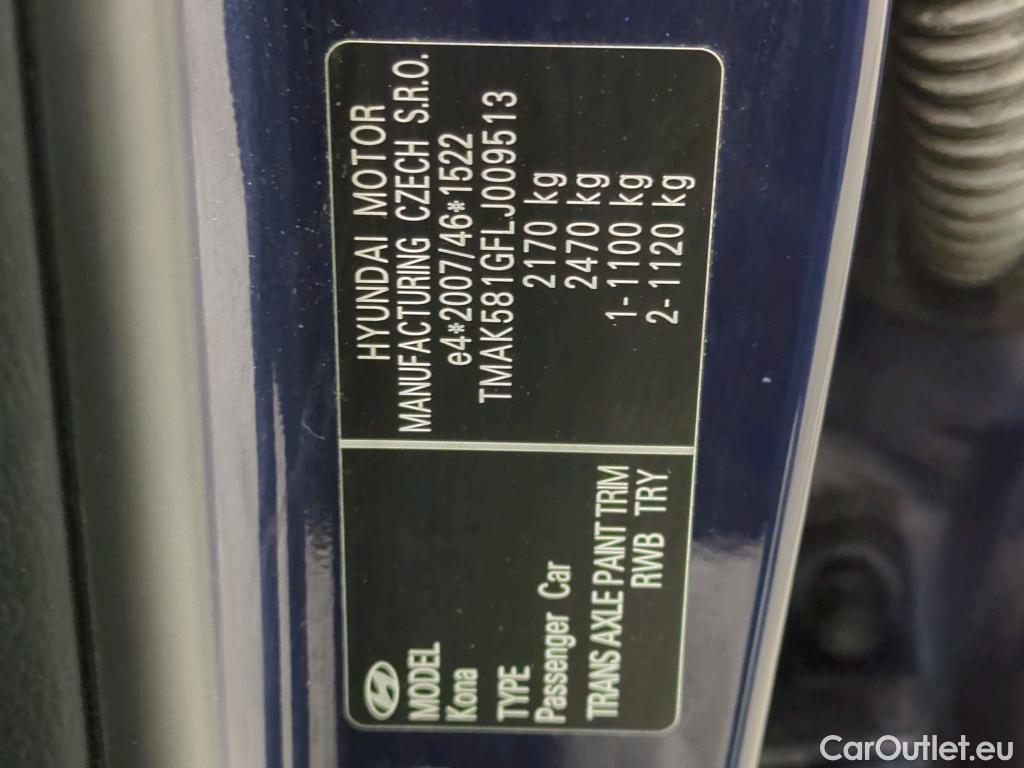 MODEL
Kona
TYPE
Passenger Car
TRANS AXLE PAINT TRIM
RWB TRY
HYUNDAI MOTOR
MANUFACTURING CZECH S.R.O.
e4*2007/46*1522
TMAK581GFLJ009513
2170 kg
2470 kg
1-1100 kg
2-1120 kg
CarOutlet.eu